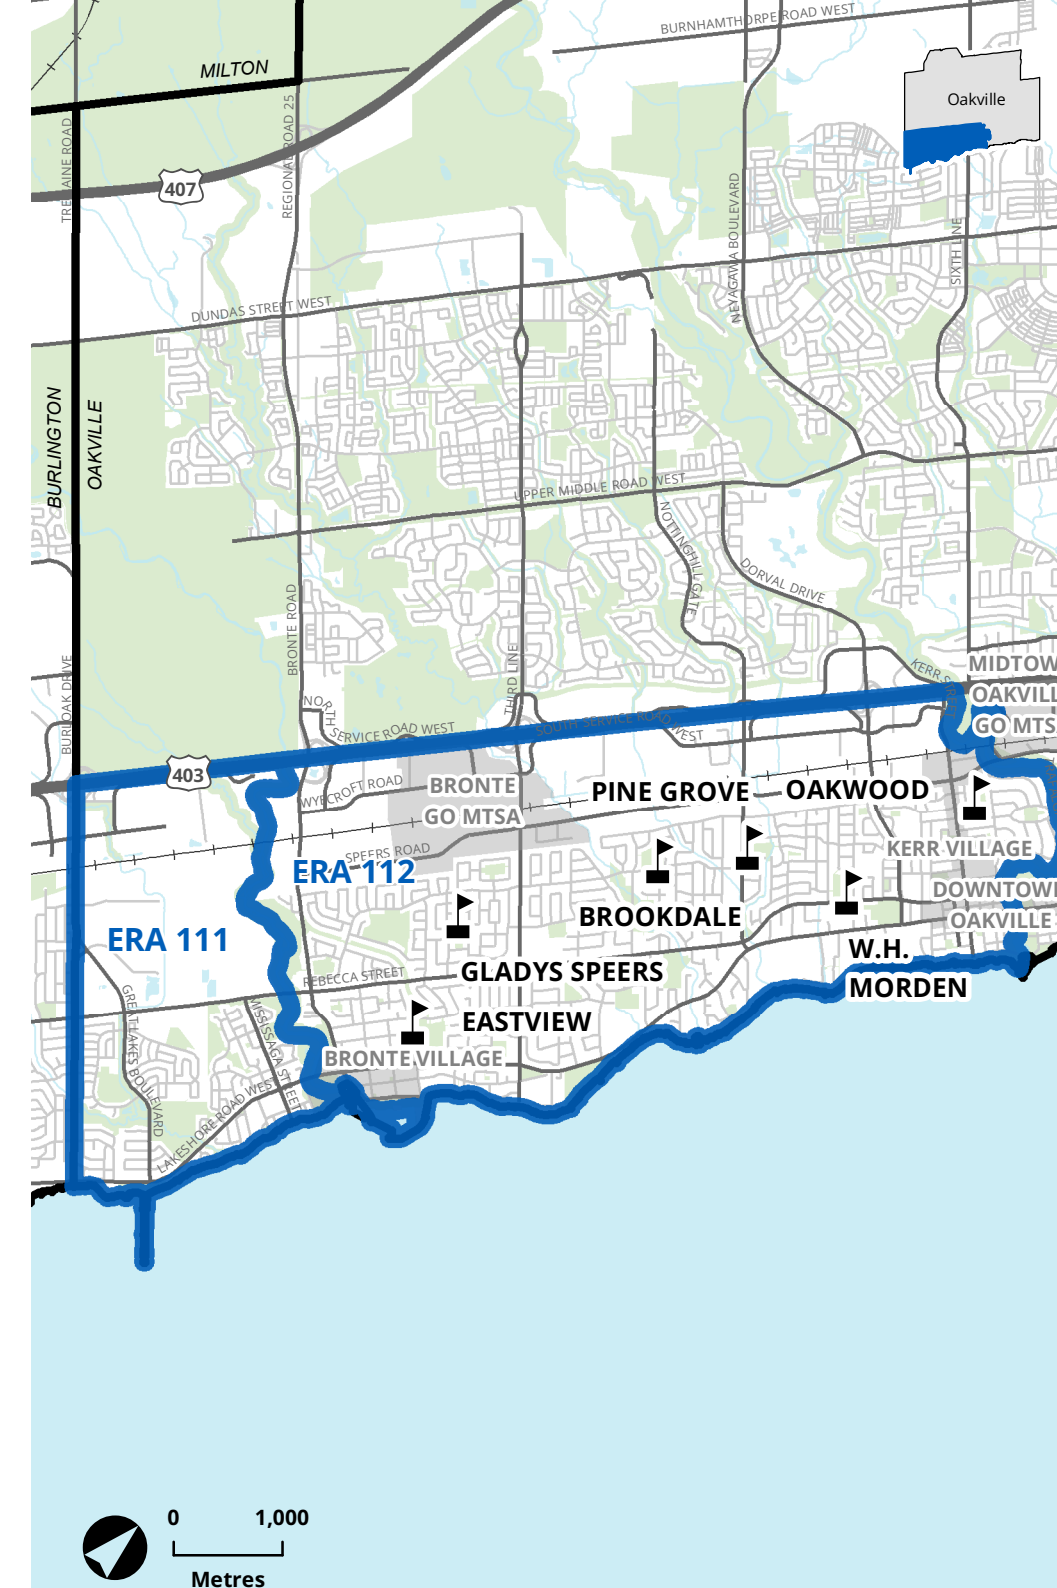 BURNHAMTHORPE ROAD WEST
MILTON
Oakville
REGIONAL ROAD 25
TREMAINE ROAD
407
NEYAGAWA BOULEVARD
SIXTH LINE
DUNDAS STREET WEST
BURLINGTON
OAKVILLE
UPPER MIDDLE ROAD WEST
NOTTINGHILL GATE
DORVAL DRIVE
BRONTE ROAD
THIRD LINE
BURLOAK DRIVE
KERR STREET
MIDTOW
OAKVILL
GO MTS
NORTH
SERVICE ROAD WEST
SOUTH SERVICE ROAD WEST
403
WYECROFT ROAD
BRONTE
GO MTSA
PINE GROVE
OAKWOOD
SPEERS ROAD
ERA 112
KERR VILLAGE
DOWNTOWN
OAKVILLE
BROOKDALE
ERA 111
W.H.
MORDEN
REBECCA STREET
GLADYS SPEERS
EASTVIEW
GREAT LAKES BOULEVARD
MISSISSAGA STREET
BRONTE VILLAGE
LAKESHORE ROAD WEST
0 1,000
Metres